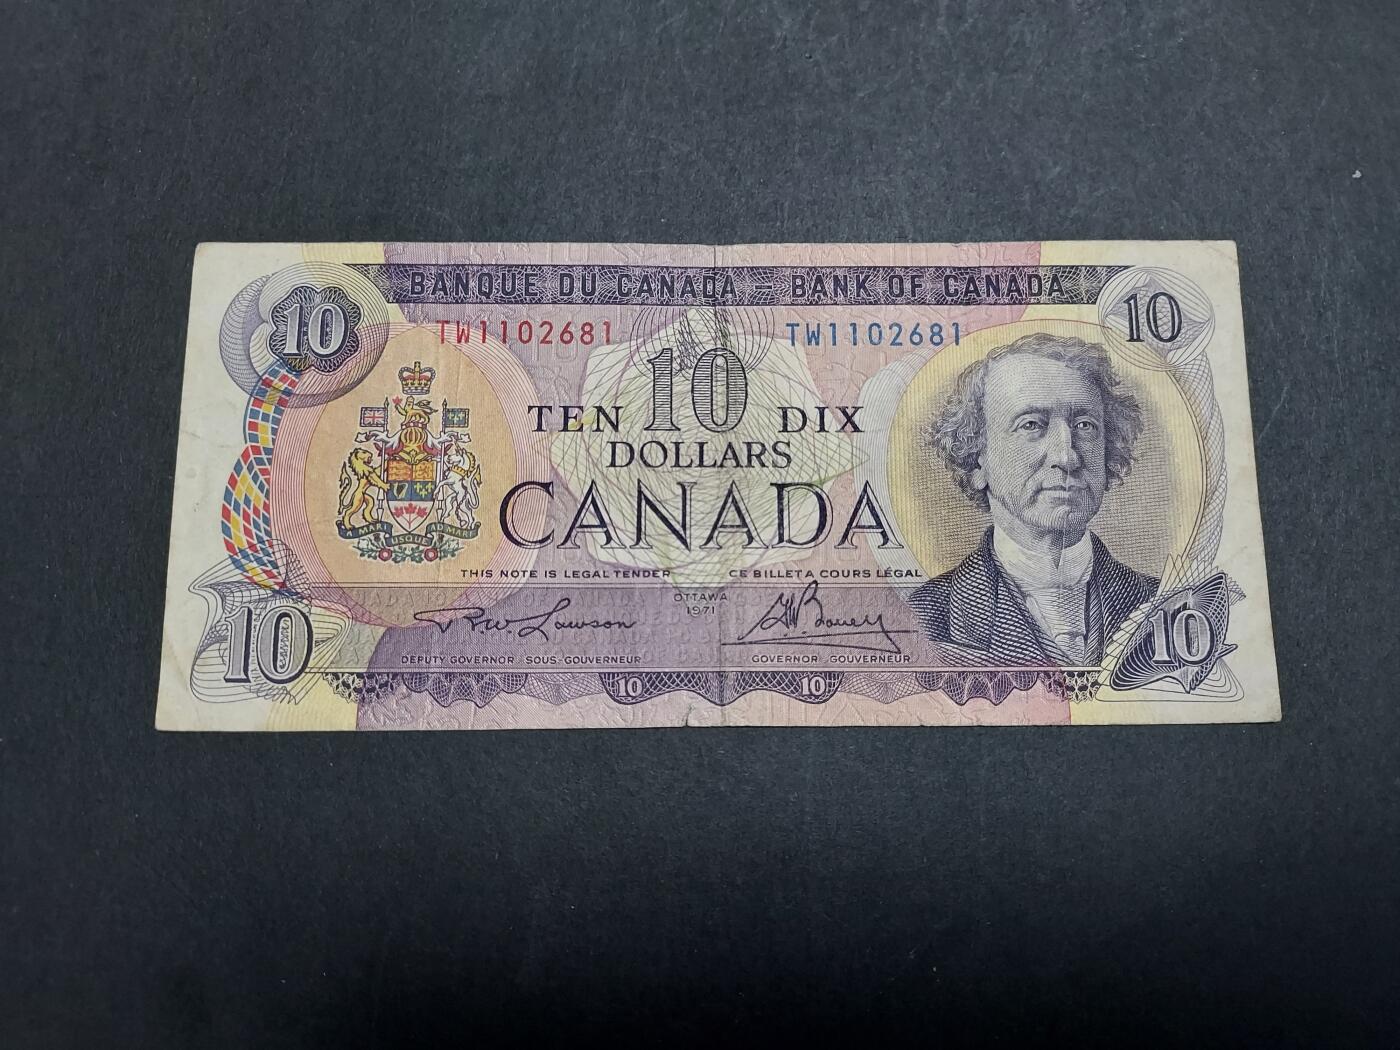 BANQUE DU CANADA — BANK OF CANADA
10
10
TW1102681
TW1102681
TEN 10 DIX
DOLLARS
CANADA
A MARI USQUE AD MARE
THIS NOTE IS LEGAL TENDER
CE BILLET A COURS LÉGAL
OTTAWA
1971
R.W. Lawson
G.K. Bouey
DEPUTY GOVERNOR SOUS-GOUVERNEUR
GOVERNOR GOUVERNEUR
10
10
10
10